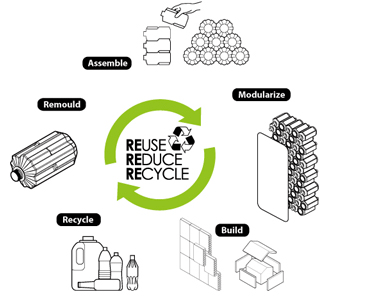 Assemble
Remould
Modularize
REUSE
REDUCE
RECYCLE
Recycle
Build